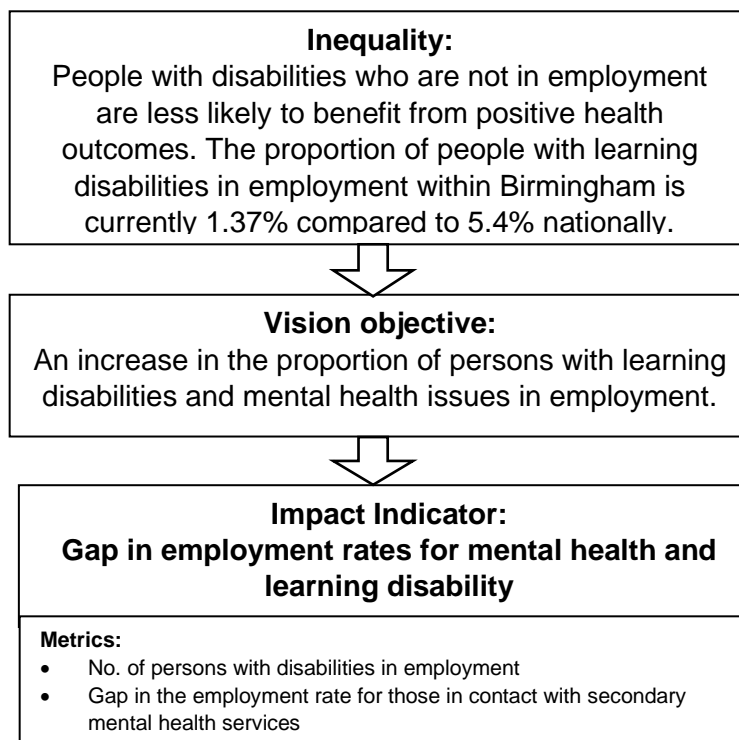 Inequality:
People with disabilities who are not in employment
are less likely to benefit from positive health
outcomes. The proportion of people with learning
disabilities in employment within Birmingham is
currently 1.37% compared to 5.4% nationally.
Vision objective:
An increase in the proportion of persons with learning
disabilities and mental health issues in employment.
Impact Indicator:
Gap in employment rates for mental health and
learning disability
Metrics:
• No. of persons with disabilities in employment
• Gap in the employment rate for those in contact with secondary
mental health services